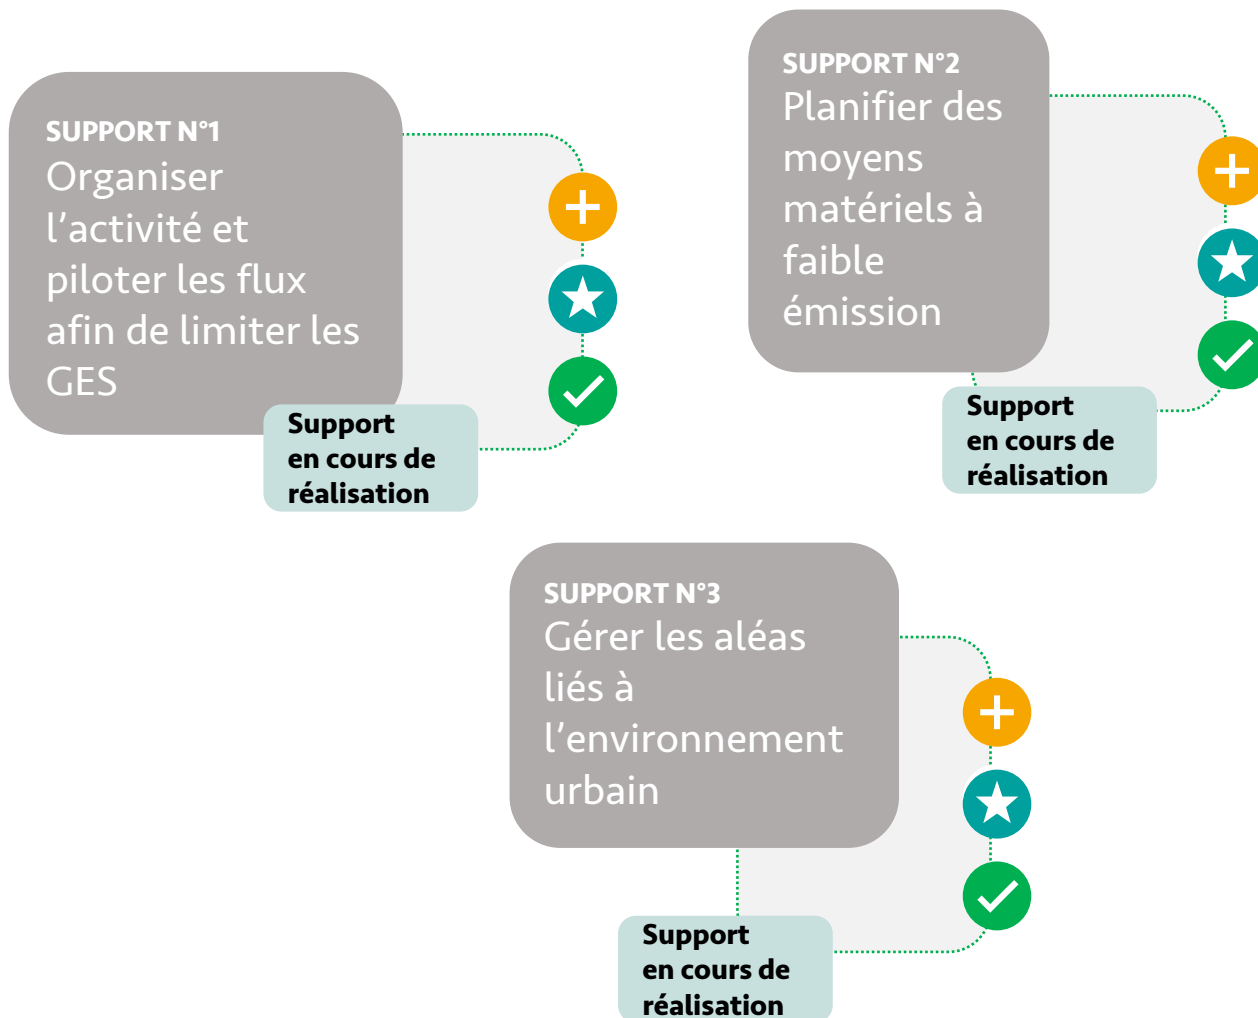 SUPPORT N°1
Organiser
l'activité et
piloter les flux
afin de limiter les
GES
Support
en cours de
réalisation
SUPPORT N°2
Planifier des
moyens
matériels à
faible
émission
Support
en cours de
réalisation
SUPPORT N°3
Gérer les aléas
liés à
l'environnement
urbain
Support
en cours de
réalisation